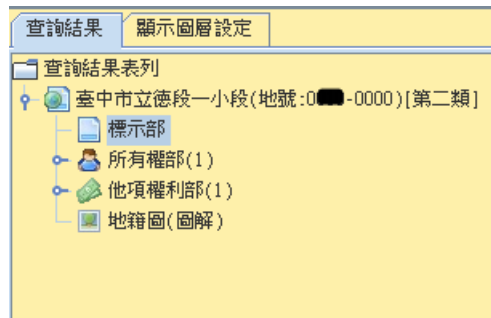 查詢結果 顯示圖層設定
查詢結果表列
臺中市立德段一小段(地號:0 -0000)[第二類]
標示部
所有權部(1)
他項權利部(1)
地籍圖(圖解)